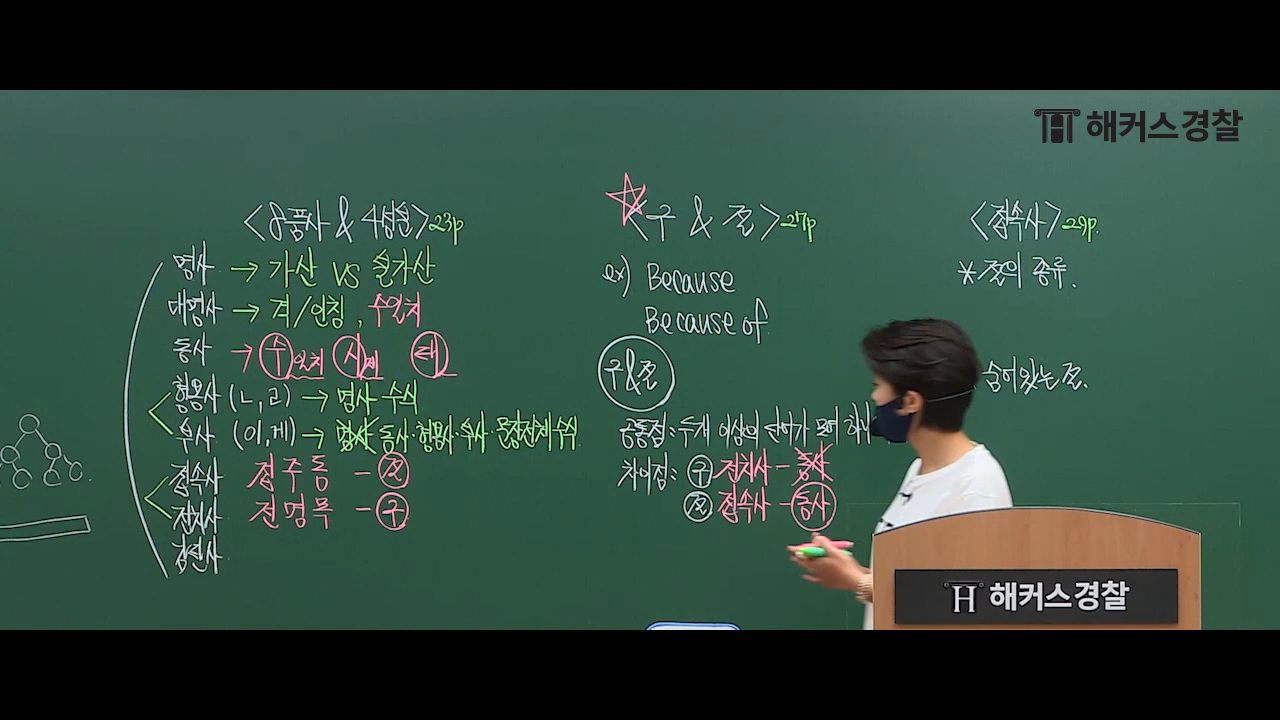 해커스경찰
<8품사 & 4성분> 23p
명사 → 가산 vs 불가산
대명사 → 격/인칭, 수일치
동사 → 수일치 시제 태
형용사 (ㄴ, 고) → 명사 수식
부사 (이, 게) → 명사 동사·형용사·부사·문장전체 수식
접속사 접주동 - 절
전치사 전명목 - 구
감탄사
☆ <구 & 절> 27p
ex) Because
Because of
구&절
공통점 : 두개 이상의 단어가 모여 하나
차이점 : 구 전치사 - 동사
절 접속사 - 동사
<접속사> 29p.
* 절의 종류.
숨어있는 절.
해커스경찰